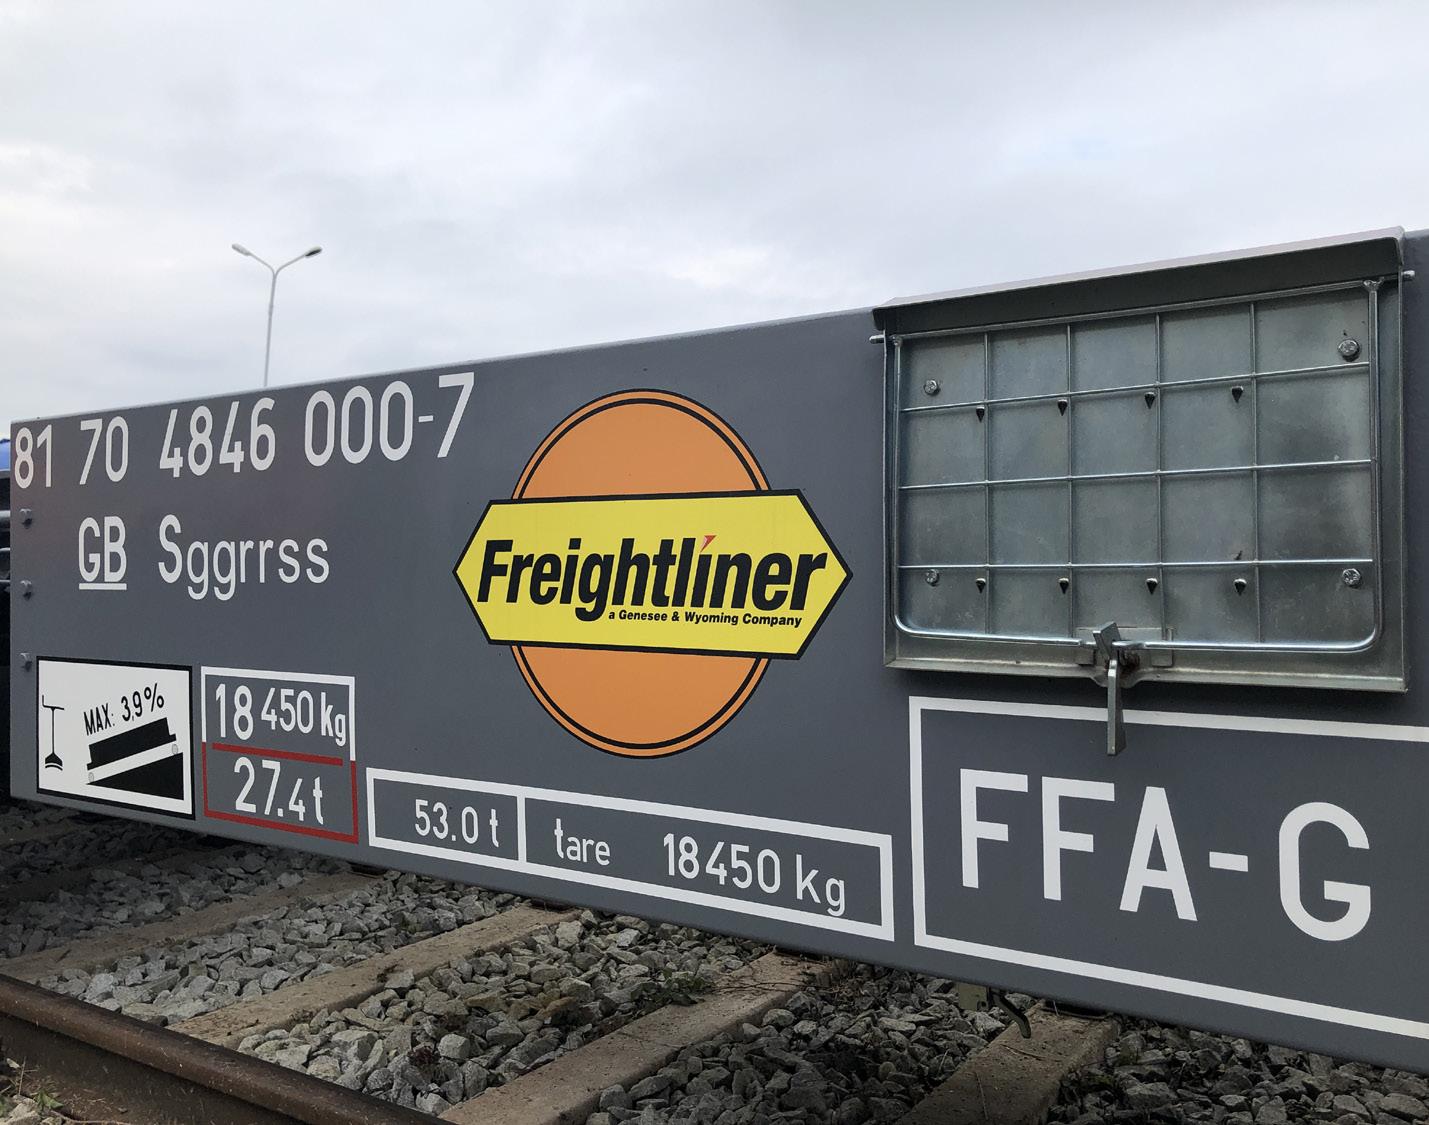 81 70 4846 000-7
GB Sggrrss
Freightliner
a Genesee & Wyoming Company
MAX: 3,9%
18 450 kg
27.4 t
53.0 t
tare 18450 kg
FFA-G